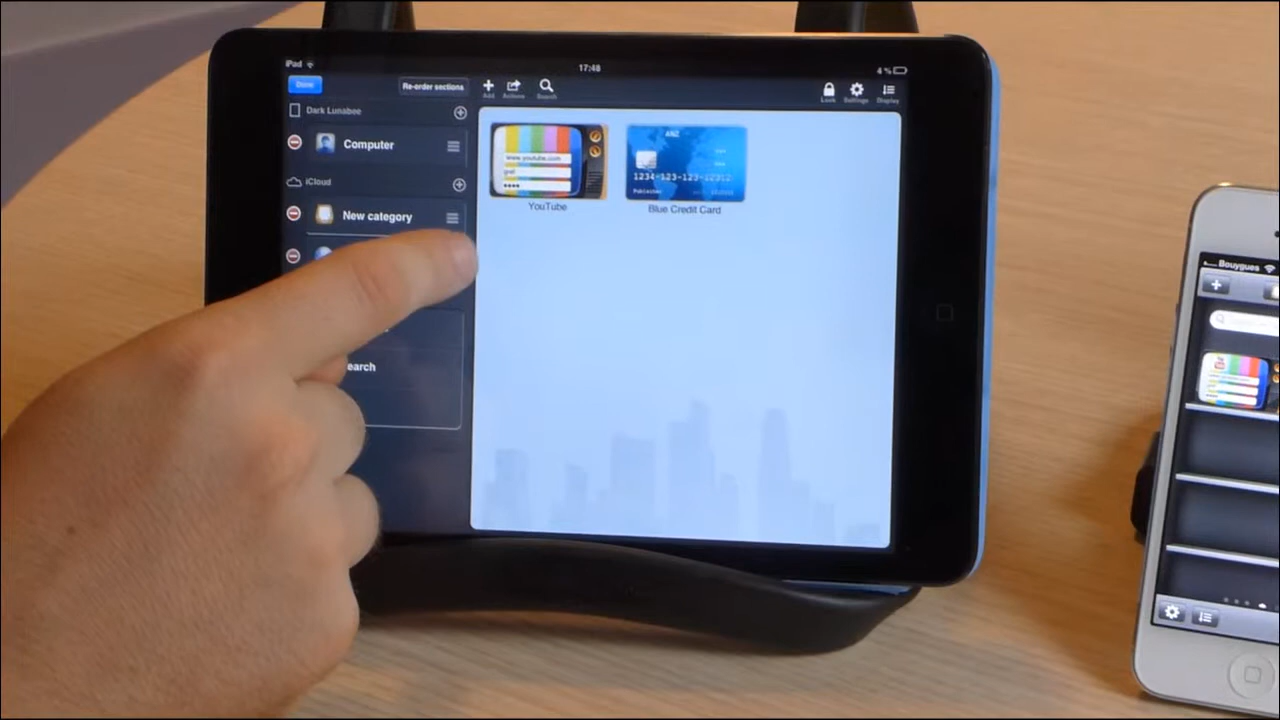 iPad
17:48
4%
Done
Re-order sections
Add
Actions
Search
Lock
Settings
Display
Dark Lunabee
Computer
iCloud
New category
earch
www.youtube.com
YouTube
ANZ
1234-123-123-12312
Publisher
Blue Credit Card
Bouygues